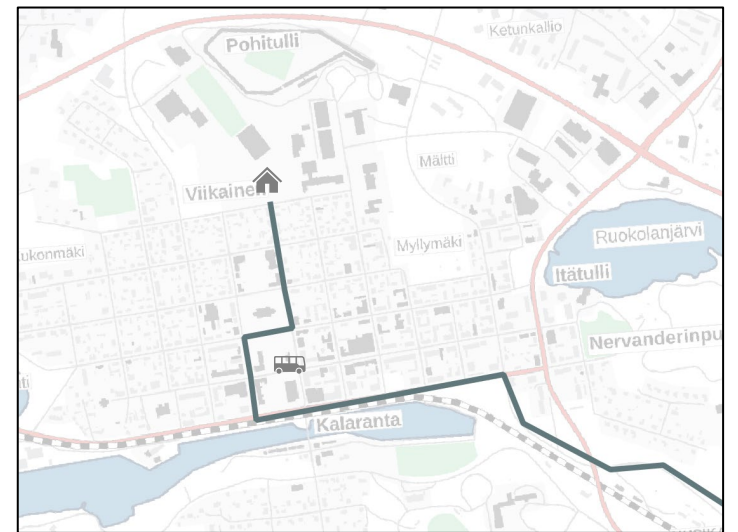 Pohitulli
Ketunkallio
Mältti
Viikainen
Ruokolanjärvi
Myllymäki
ukonmäki
Itätulli
Nervanderinpu
Kalaranta